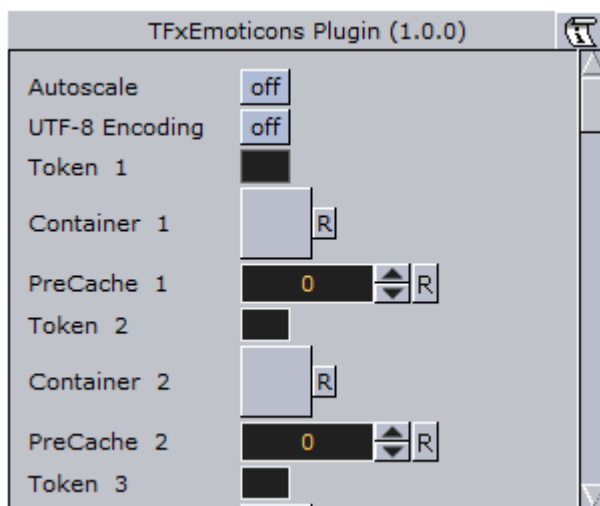 TFxEmoticons Plugin (1.0.0)
Autoscale off
UTF-8 Encoding off
Token 1
Container 1 R
PreCache 1 0 R
Token 2
Container 2 R
PreCache 2 0 R
Token 3